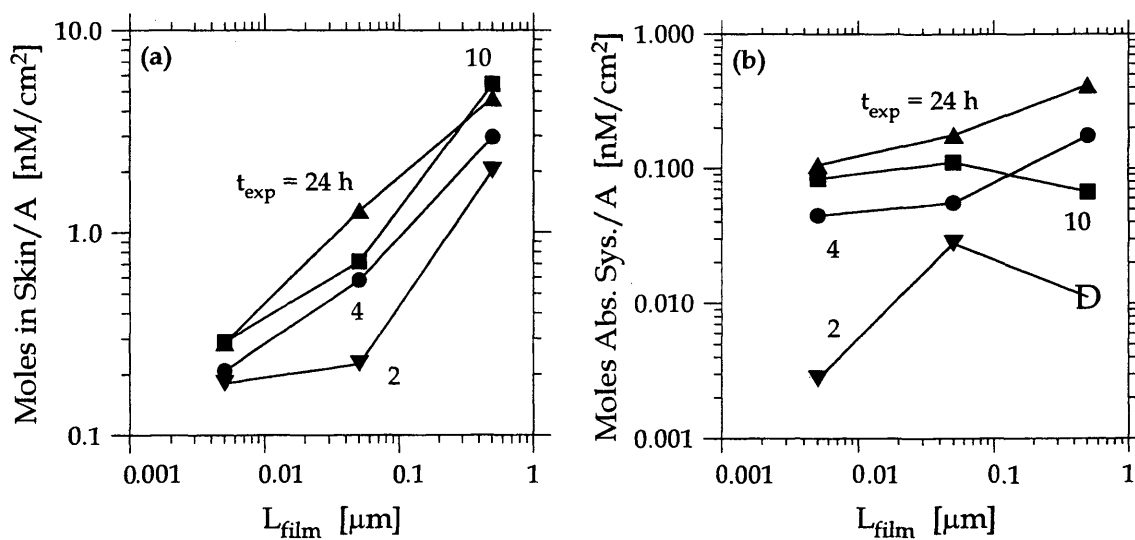 10.0
(a)
10
t_exp = 24 h
1.0
4
2
0.1
0.001
0.01
0.1
1
L_film [μm]
Moles in Skin/A [nM/cm²]
1.000
(b)
t_exp = 24 h
0.100
10
4
0.010
D
2
0.001
0.001
0.01
0.1
1
L_film [μm]
Moles Abs. Sys./A [nM/cm²]